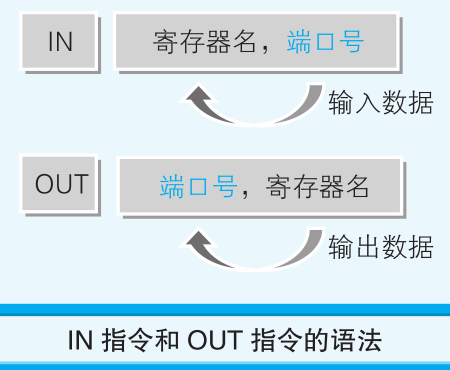 IN 寄存器名，端口号
输入数据
OUT 端口号，寄存器名
输出数据
IN 指令和 OUT 指令的语法